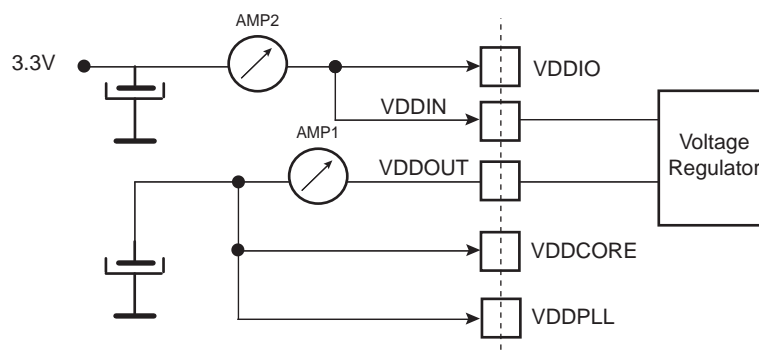 AMP2
3.3V
VDDIO
VDDIN
AMP1
Voltage
Regulator
VDDOUT
VDDCORE
VDDPLL